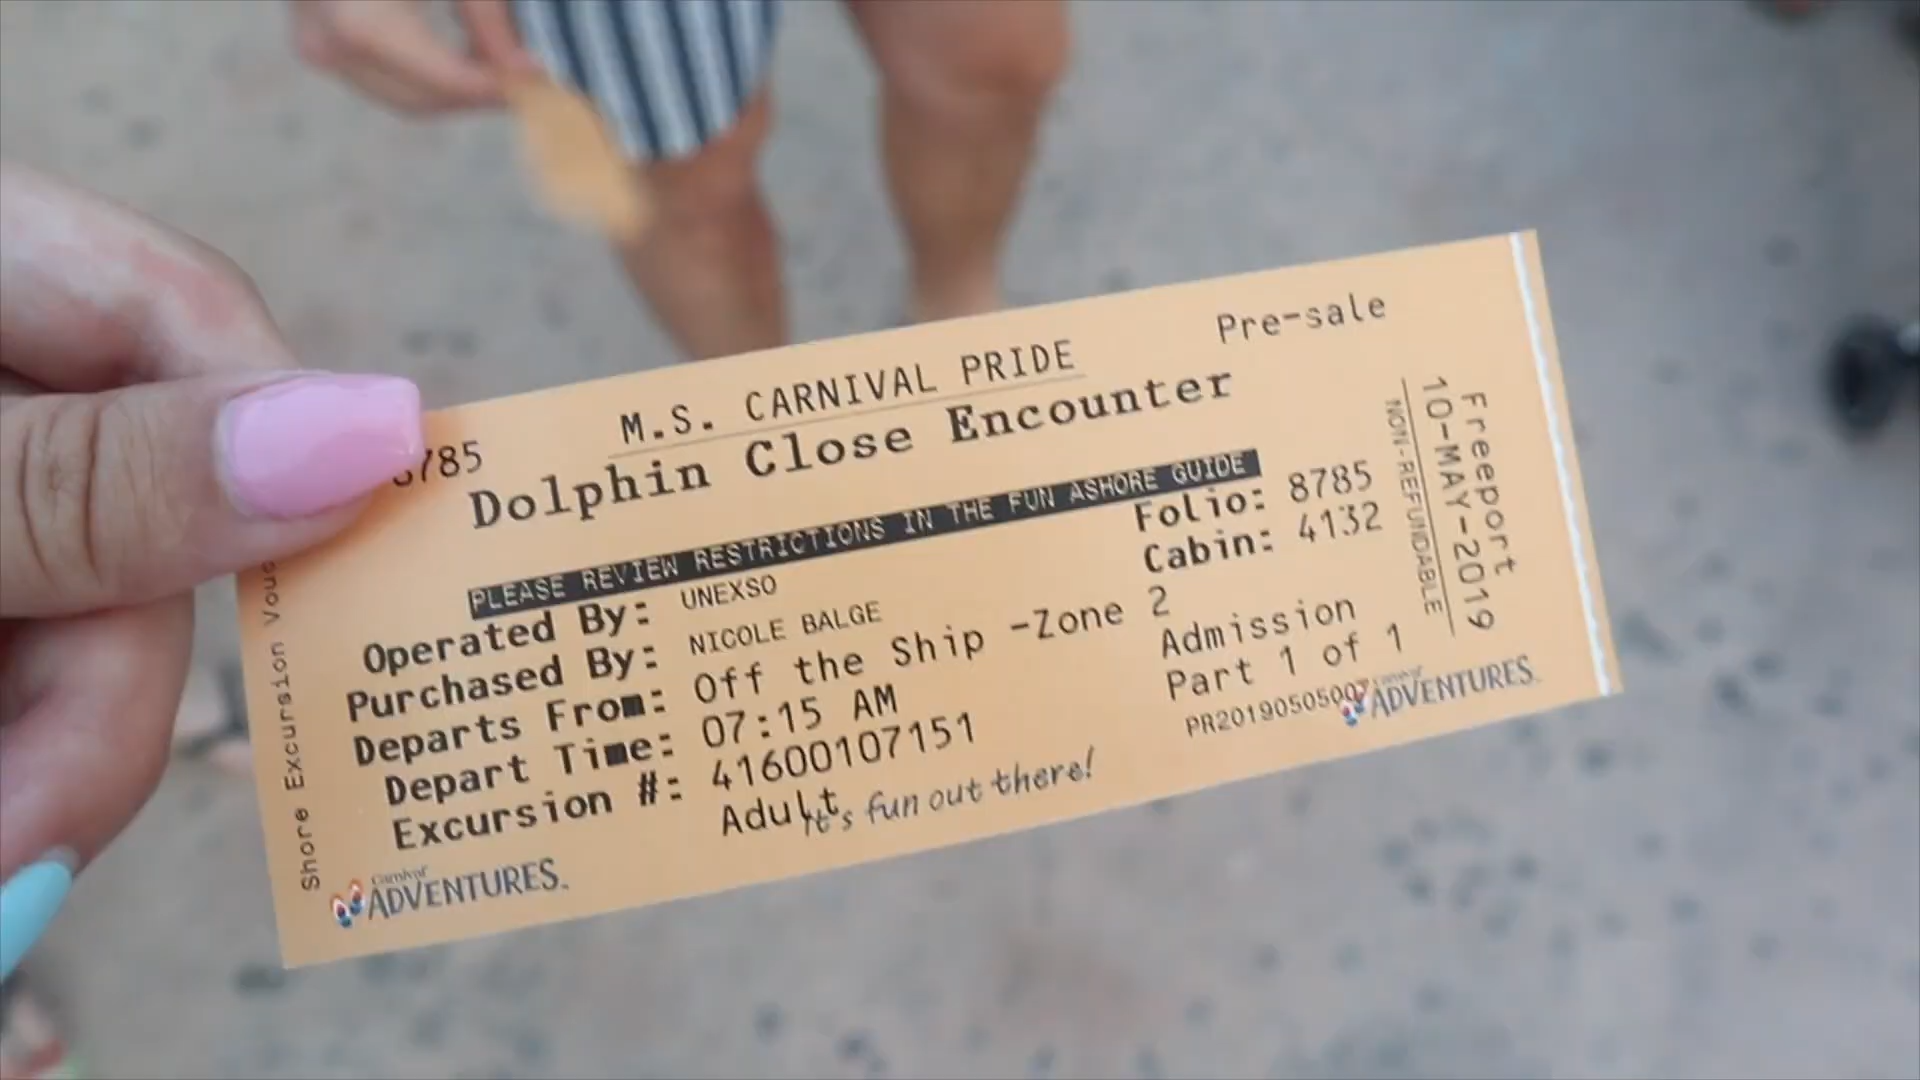 8785
M.S. CARNIVAL PRIDE
Pre-sale
Dolphin Close Encounter
PLEASE REVIEW RESTRICTIONS IN THE FUN ASHORE GUIDE
Operated By: UNEXSO
Folio: 8785
Purchased By: NICOLE BALGE
Cabin: 4132
Departs From: Off the Ship -Zone 2
Depart Time: 07:15 AM
Admission
Excursion #: 41600107151
Part 1 of 1
Adult
It's fun out there!
PR20190505007
Carnival
ADVENTURES
Carnival
ADVENTURES
Shore Excursion
Freeport
10-MAY-2019
NON-REFUNDABLE